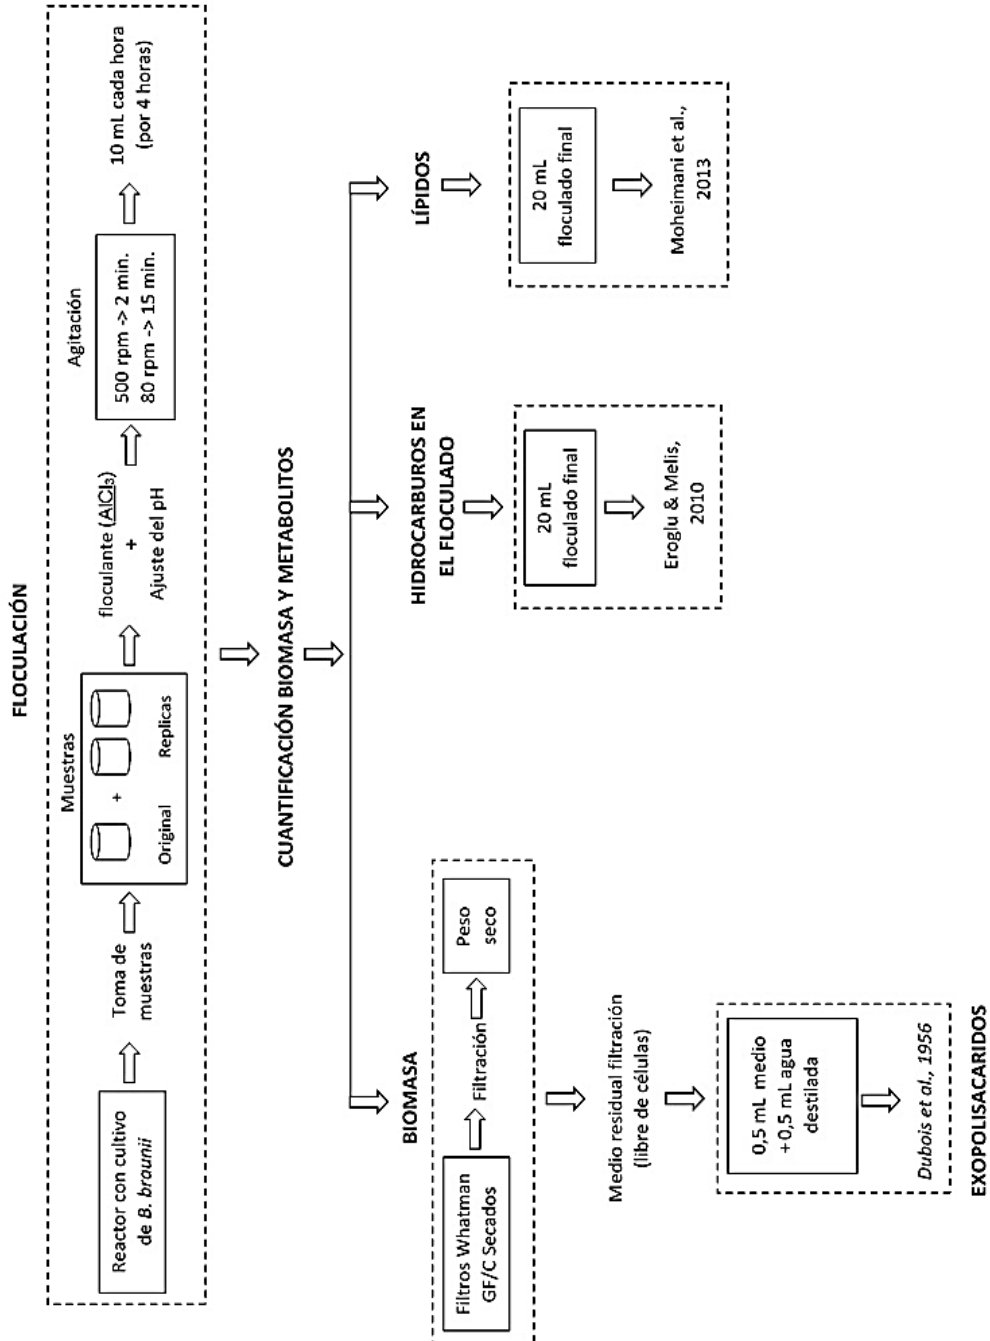 FLOCULACIÓN
Reactor con cultivo
de B. braunii
Toma de
muestras
Muestras
+
Original
Replicas
floculante (AlCl₃)
+
Ajuste del pH
Agitación
500 rpm -> 2 min.
80 rpm -> 15 min.
10 mL cada hora
(por 4 horas)
CUANTIFICACIÓN BIOMASA Y METABOLITOS
BIOMASA
Filtros Whatman
GF/C Secados
Filtración
Peso
seco
Medio residual filtración
(libre de células)
0,5 mL medio
+0,5 mL agua
destilada
Dubois et al., 1956
EXOPOLISACARIDOS
HIDROCARBUROS EN
EL FLOCULADO
20 mL
floculado final
Eroglu & Melis,
2010
LÍPIDOS
20 mL
floculado final
Moheimani et al.,
2013